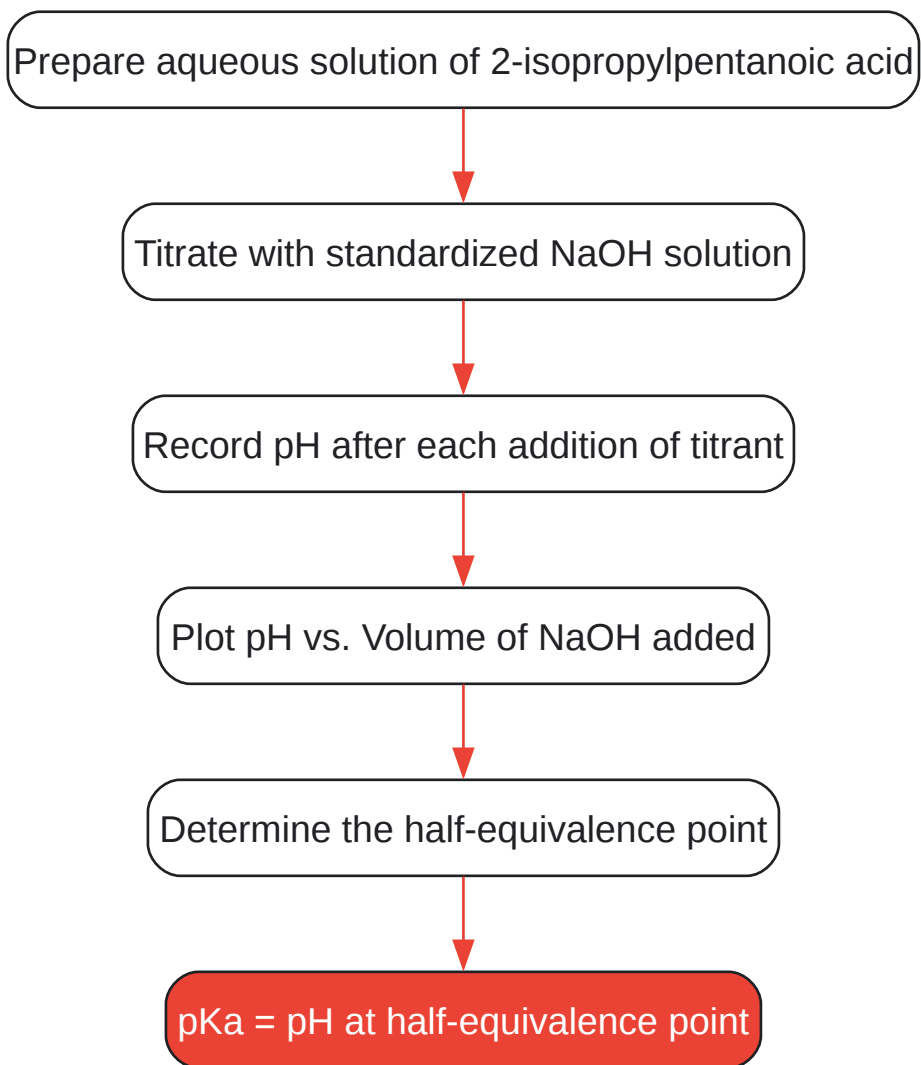 Prepare aqueous solution of 2-isopropylpentanoic acid
Titrate with standardized NaOH solution
Record pH after each addition of titrant
Plot pH vs. Volume of NaOH added
Determine the half-equivalence point
pKa = pH at half-equivalence point